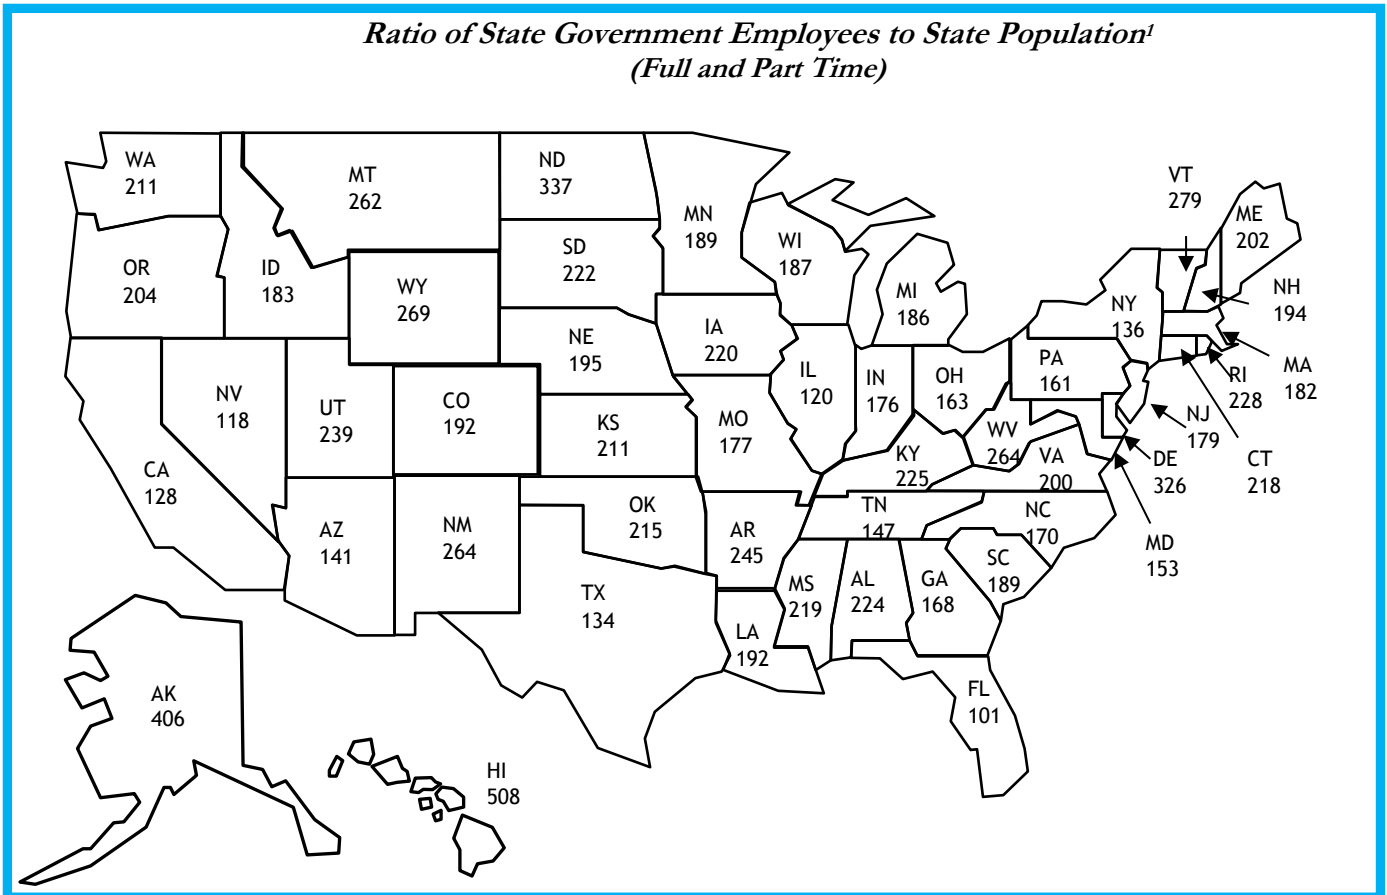 Ratio of State Government Employees to State Population¹
(Full and Part Time)
WA
211
MT
262
ND
337
MN
189
VT
279
ME
202
OR
204
ID
183
WY
269
SD
222
WI
187
MI
186
NY
136
NH
194
NE
195
IA
220
MA
182
NV
118
UT
239
CO
192
KS
211
MO
177
IL
120
IN
176
OH
163
PA
161
RI
228
NJ
179
CA
128
WV
264
KY
225
VA
200
DE
326
CT
218
AZ
141
NM
264
OK
215
AR
245
TN
147
NC
170
MD
153
SC
189
TX
134
MS
219
AL
224
GA
168
LA
192
FL
101
AK
406
HI
508